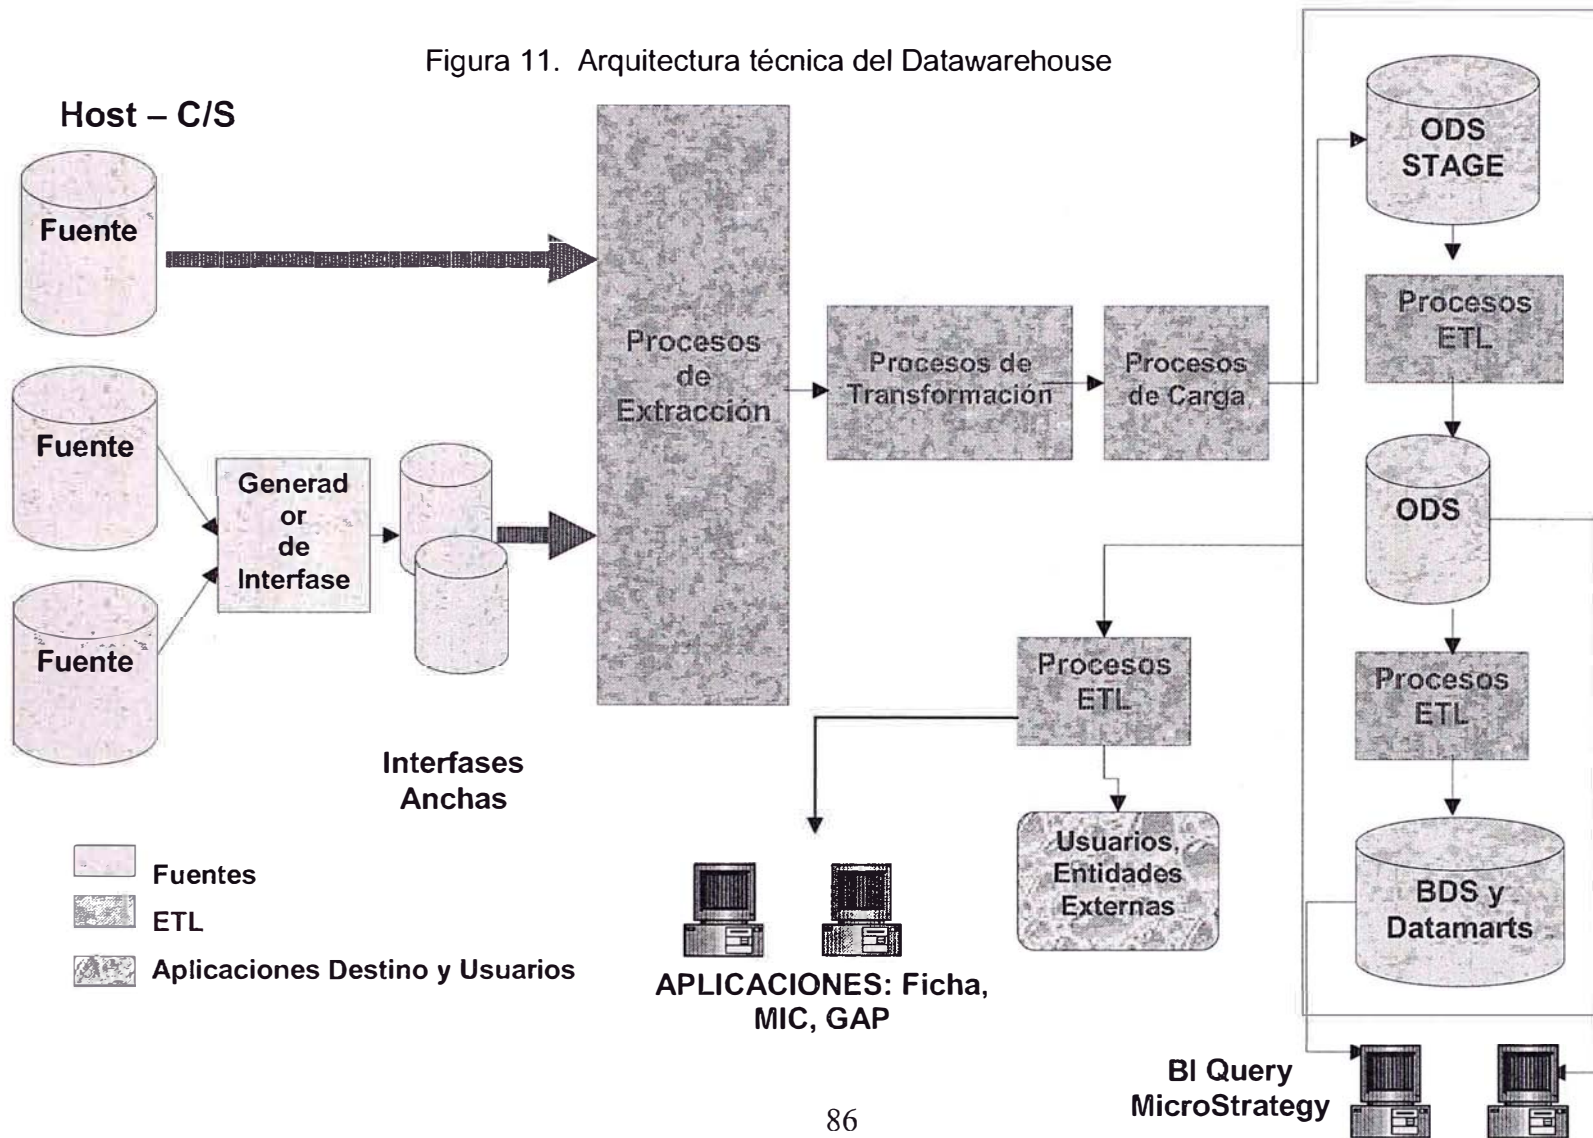 Figura 11. Arquitectura técnica del Datawarehouse
Host – C/S
Fuente
Fuente
Fuente
Generad
or
de
Interfase
Interfases
Anchas
Procesos
de
Extracción
Procesos de
Transformación
Procesos
de Carga
ODS
STAGE
Procesos
ETL
ODS
Procesos
ETL
BDS y
Datamarts
Procesos
ETL
Usuarios,
Entidades
Externas
APLICACIONES: Ficha,
MIC, GAP
BI Query
MicroStrategy
Fuentes
ETL
Aplicaciones Destino y Usuarios
86